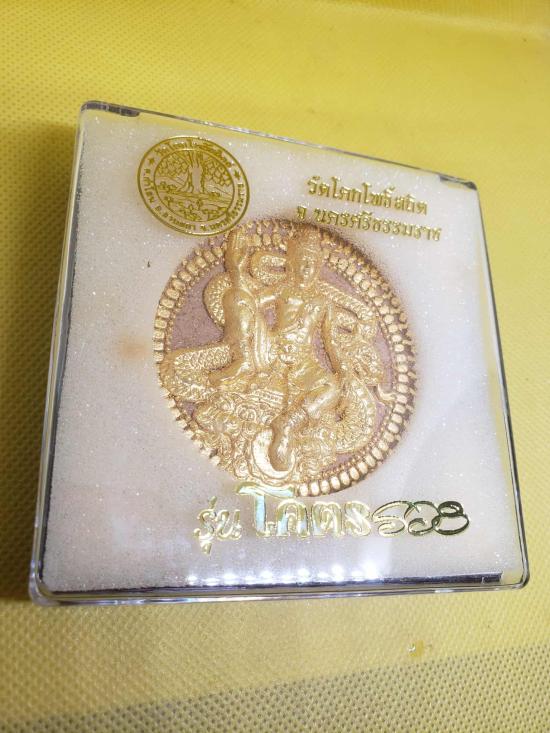 วัดโคกโพธิ์สถิต
จ.นครศรีธรรมราช
รุ่น โคตรรวย